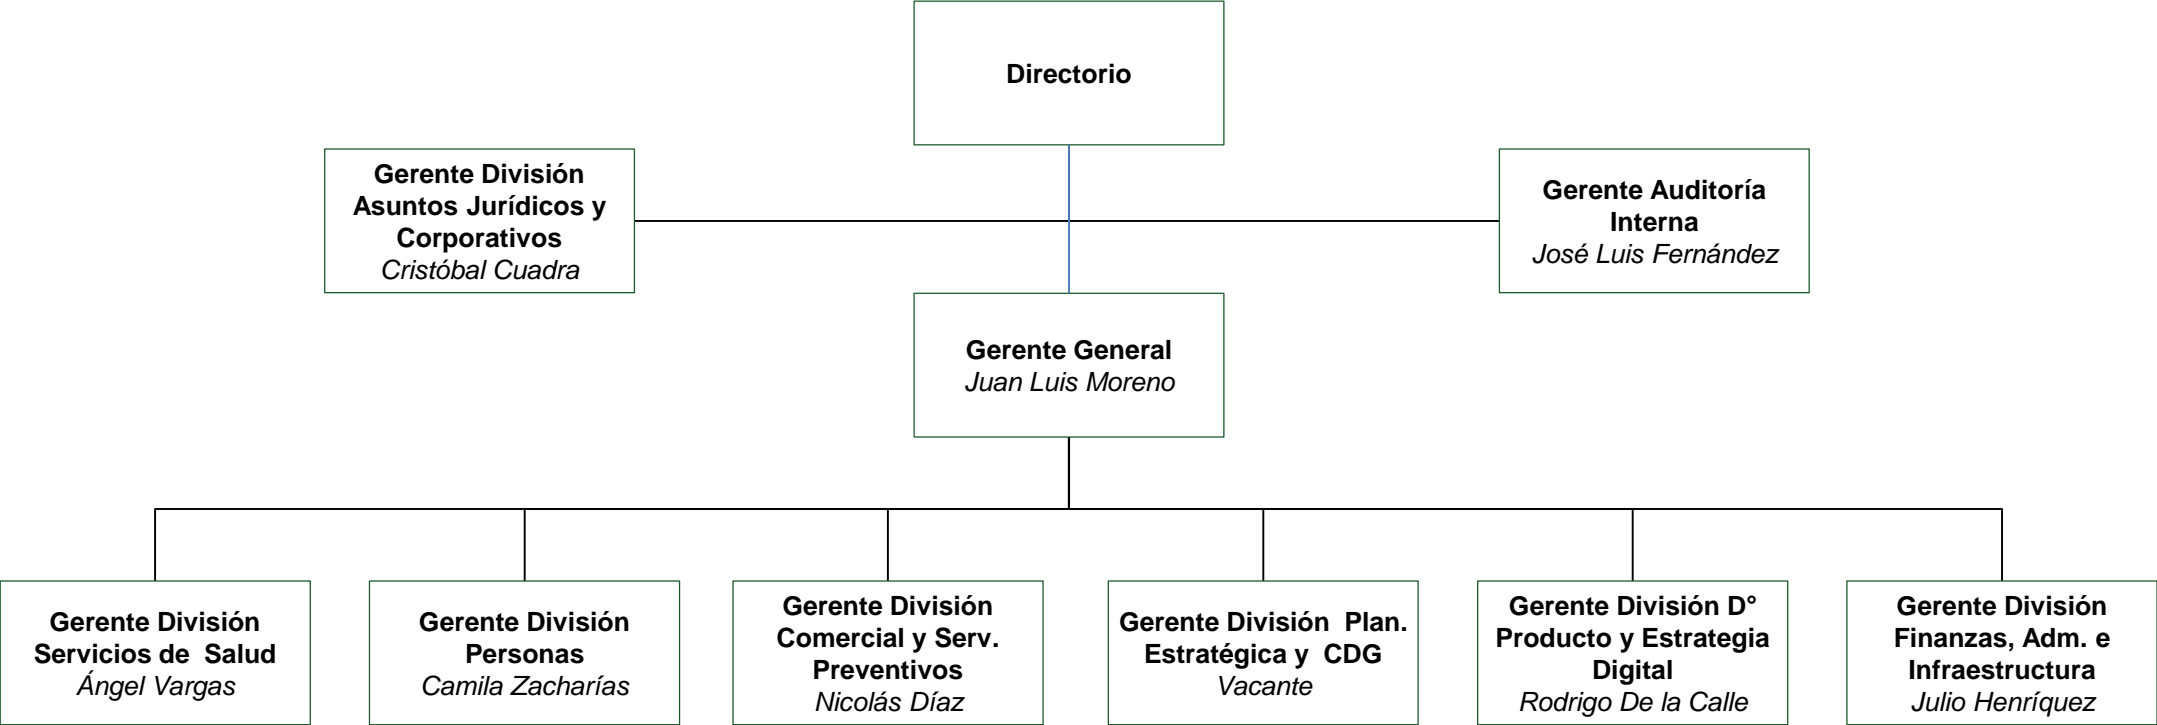 Directorio
Gerente División
Asuntos Jurídicos y
Corporativos
Cristóbal Cuadra
Gerente Auditoría
Interna
José Luis Fernández
Gerente General
Juan Luis Moreno
Gerente División
Servicios de Salud
Ángel Vargas
Gerente División
Personas
Camila Zacharías
Gerente División
Comercial y Serv.
Preventivos
Nicolás Díaz
Gerente División Plan.
Estratégica y CDG
Vacante
Gerente División D°
Producto y Estrategia
Digital
Rodrigo De la Calle
Gerente División
Finanzas, Adm. e
Infraestructura
Julio Henríquez